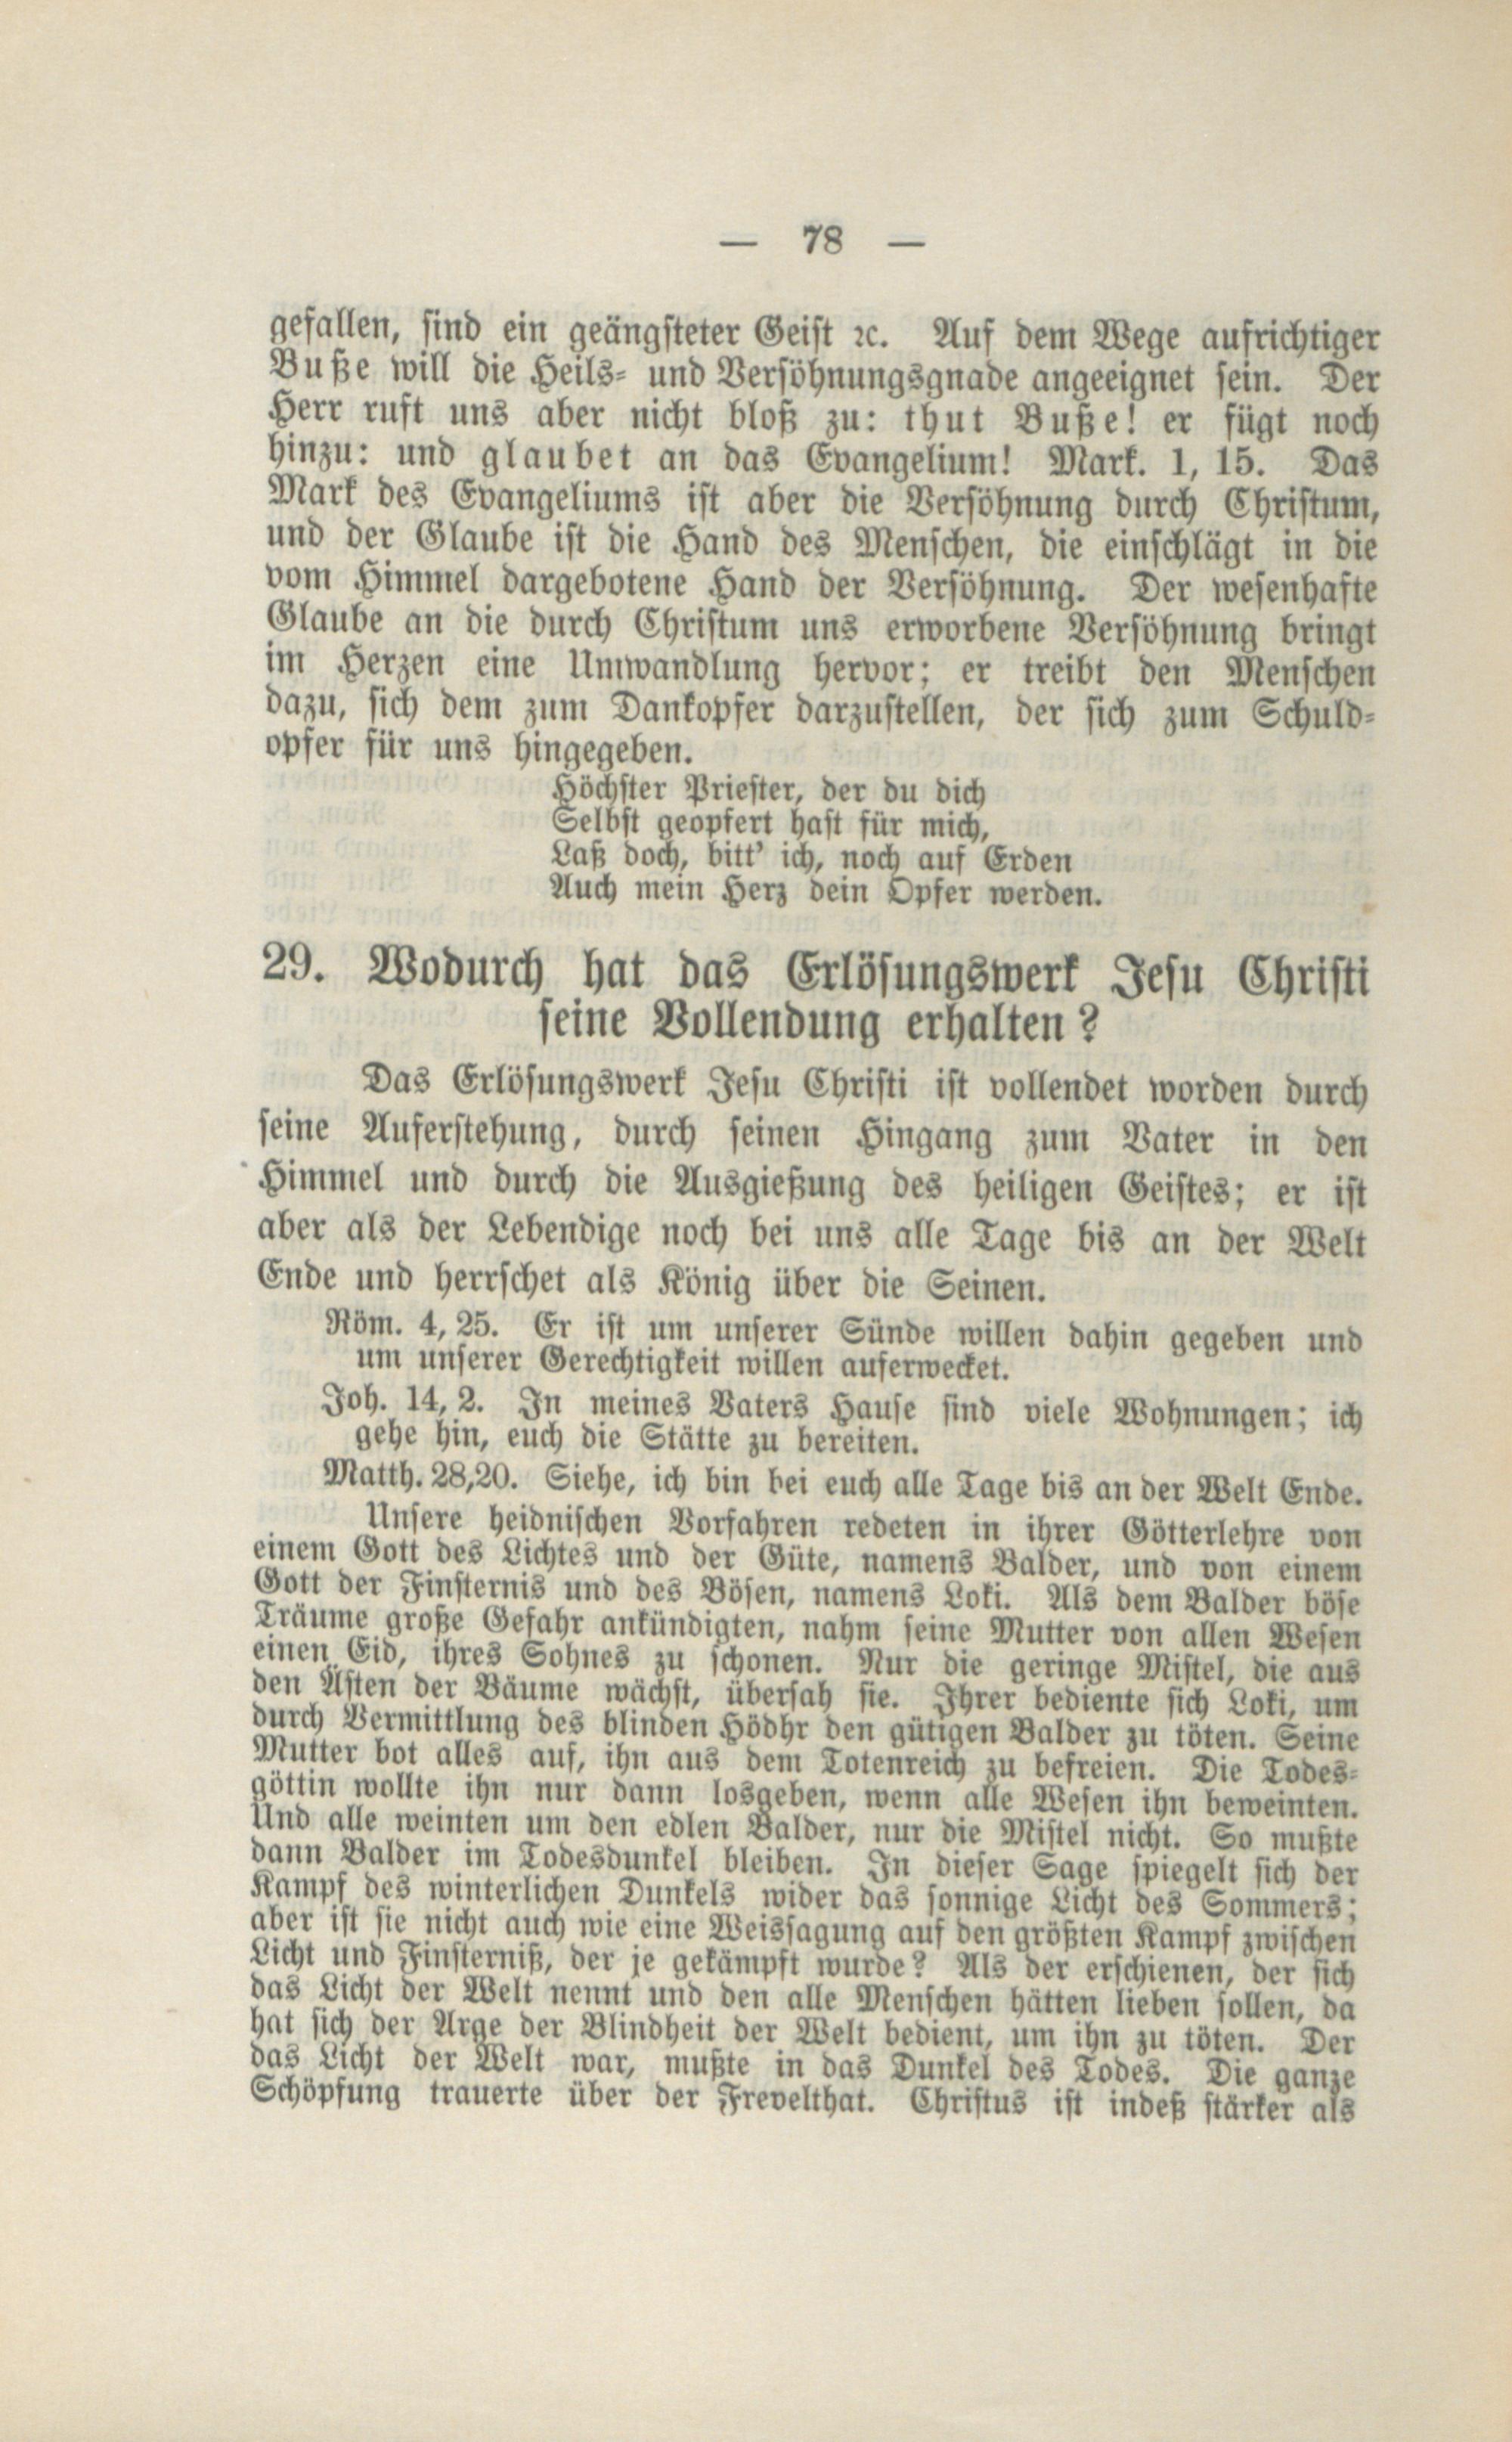 — 78 —
gefallen, sind ein geängsteter Geist ꝛc. Auf dem Wege aufrichtiger
Buße will die Heils- und Versöhnungsgnade angeeignet sein. Der
Herr ruft uns aber nicht bloß zu: thut Buße! er fügt noch
hinzu: und glaubet an das Evangelium! Mark. 1, 15. Das
Mark des Evangeliums ist aber die Versöhnung durch Christum,
und der Glaube ist die Hand des Menschen, die einschlägt in die
vom Himmel dargebotene Hand der Versöhnung. Der wesenhafte
Glaube an die durch Christum uns erworbene Versöhnung bringt
im Herzen eine Umwandlung hervor; er treibt den Menschen
dazu, sich dem zum Dankopfer darzustellen, der sich zum Schuld-
opfer für uns hingegeben.
Höchster Priester, der du dich
Selbst geopfert hast für mich,
Laß doch, bitt' ich, noch auf Erden
Auch mein Herz dein Opfer werden.
29. Wodurch hat das Erlösungswerk Jesu Christi
seine Vollendung erhalten?
Das Erlösungswerk Jesu Christi ist vollendet worden durch
seine Auferstehung, durch seinen Hingang zum Vater in den
Himmel und durch die Ausgießung des heiligen Geistes; er ist
aber als der Lebendige noch bei uns alle Tage bis an der Welt
Ende und herrschet als König über die Seinen.
Röm. 4, 25. Er ist um unserer Sünde willen dahin gegeben und
um unserer Gerechtigkeit willen auferwecket.
Joh. 14, 2. In meines Vaters Hause sind viele Wohnungen; ich
gehe hin, euch die Stätte zu bereiten.
Matth. 28,20. Siehe, ich bin bei euch alle Tage bis an der Welt Ende.
Unsere heidnischen Vorfahren redeten in ihrer Götterlehre von
einem Gott des Lichtes und der Güte, namens Balder, und von einem
Gott der Finsternis und des Bösen, namens Loki. Als dem Balder böse
Träume große Gefahr ankündigten, nahm seine Mutter von allen Wesen
einen Eid, ihres Sohnes zu schonen. Nur die geringe Mistel, die aus
den Ästen der Bäume wächst, übersah sie. Ihrer bediente sich Loki, um
durch Vermittlung des blinden Hödhr den gütigen Balder zu töten. Seine
Mutter bot alles auf, ihn aus dem Totenreich zu befreien. Die Todes-
göttin wollte ihn nur dann losgeben, wenn alle Wesen ihn beweinten.
Und alle weinten um den edlen Balder, nur die Mistel nicht. So mußte
dann Balder im Todesdunkel bleiben. In dieser Sage spiegelt sich der
Kampf des winterlichen Dunkels wider das sonnige Licht des Sommers;
aber ist sie nicht auch wie eine Weissagung auf den größten Kampf zwischen
Licht und Finsterniß, der je gekämpft wurde? Als der erschienen, der sich
das Licht der Welt nennt und den alle Menschen hätten lieben sollen, da
hat sich der Arge der Blindheit der Welt bedient, um ihn zu töten. Der
das Licht der Welt war, mußte in das Dunkel des Todes. Die ganze
Schöpfung trauerte über der Frevelthat. Christus ist indeß stärker als